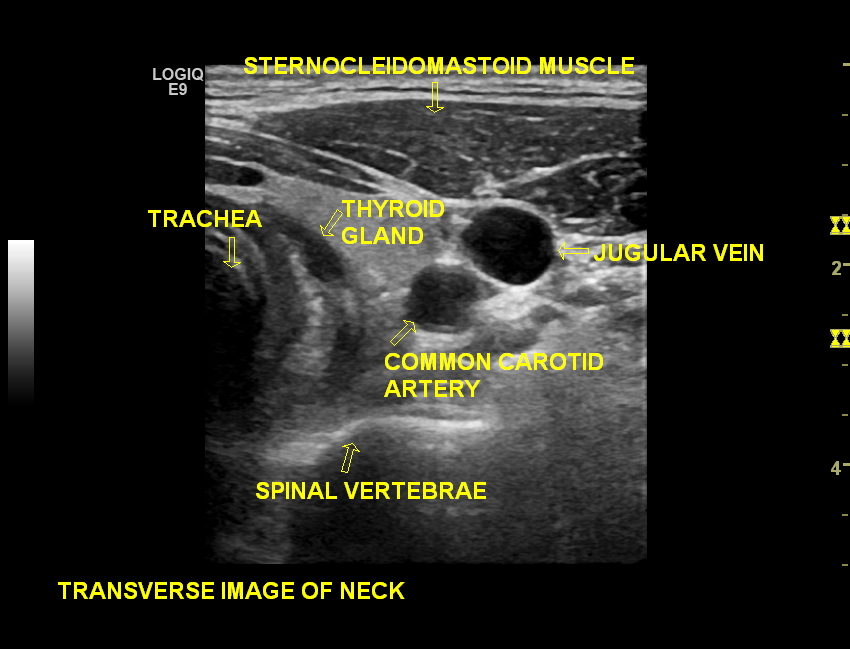 STERNOCLEIDOMASTOID MUSCLE
LOGIQ
E9
THYROID
GLAND
TRACHEA
JUGULAR VEIN
2
COMMON CAROTID
ARTERY
4
SPINAL VERTEBRAE
TRANSVERSE IMAGE OF NECK